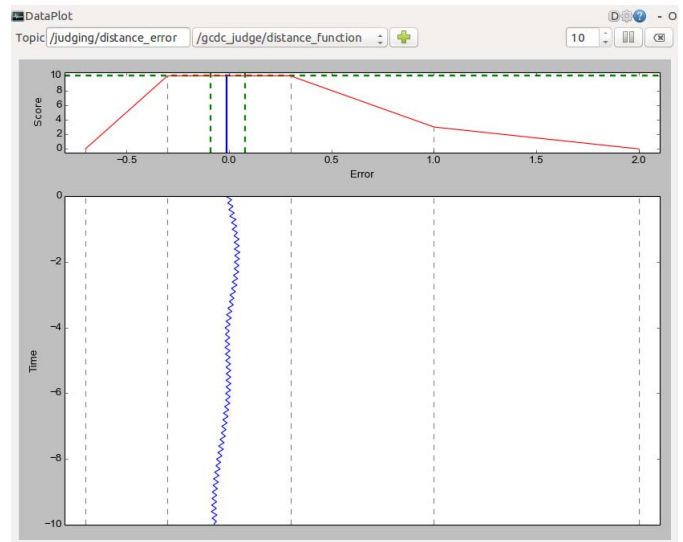 DataPlot D - O
Topic /judging/distance_error /gcdc_judge/distance_function 10
10
8
6
4
2
0
Score
−0.5 0.0 0.5 1.0 1.5 2.0
Error
0
−2
−4
−6
−8
−10
Time